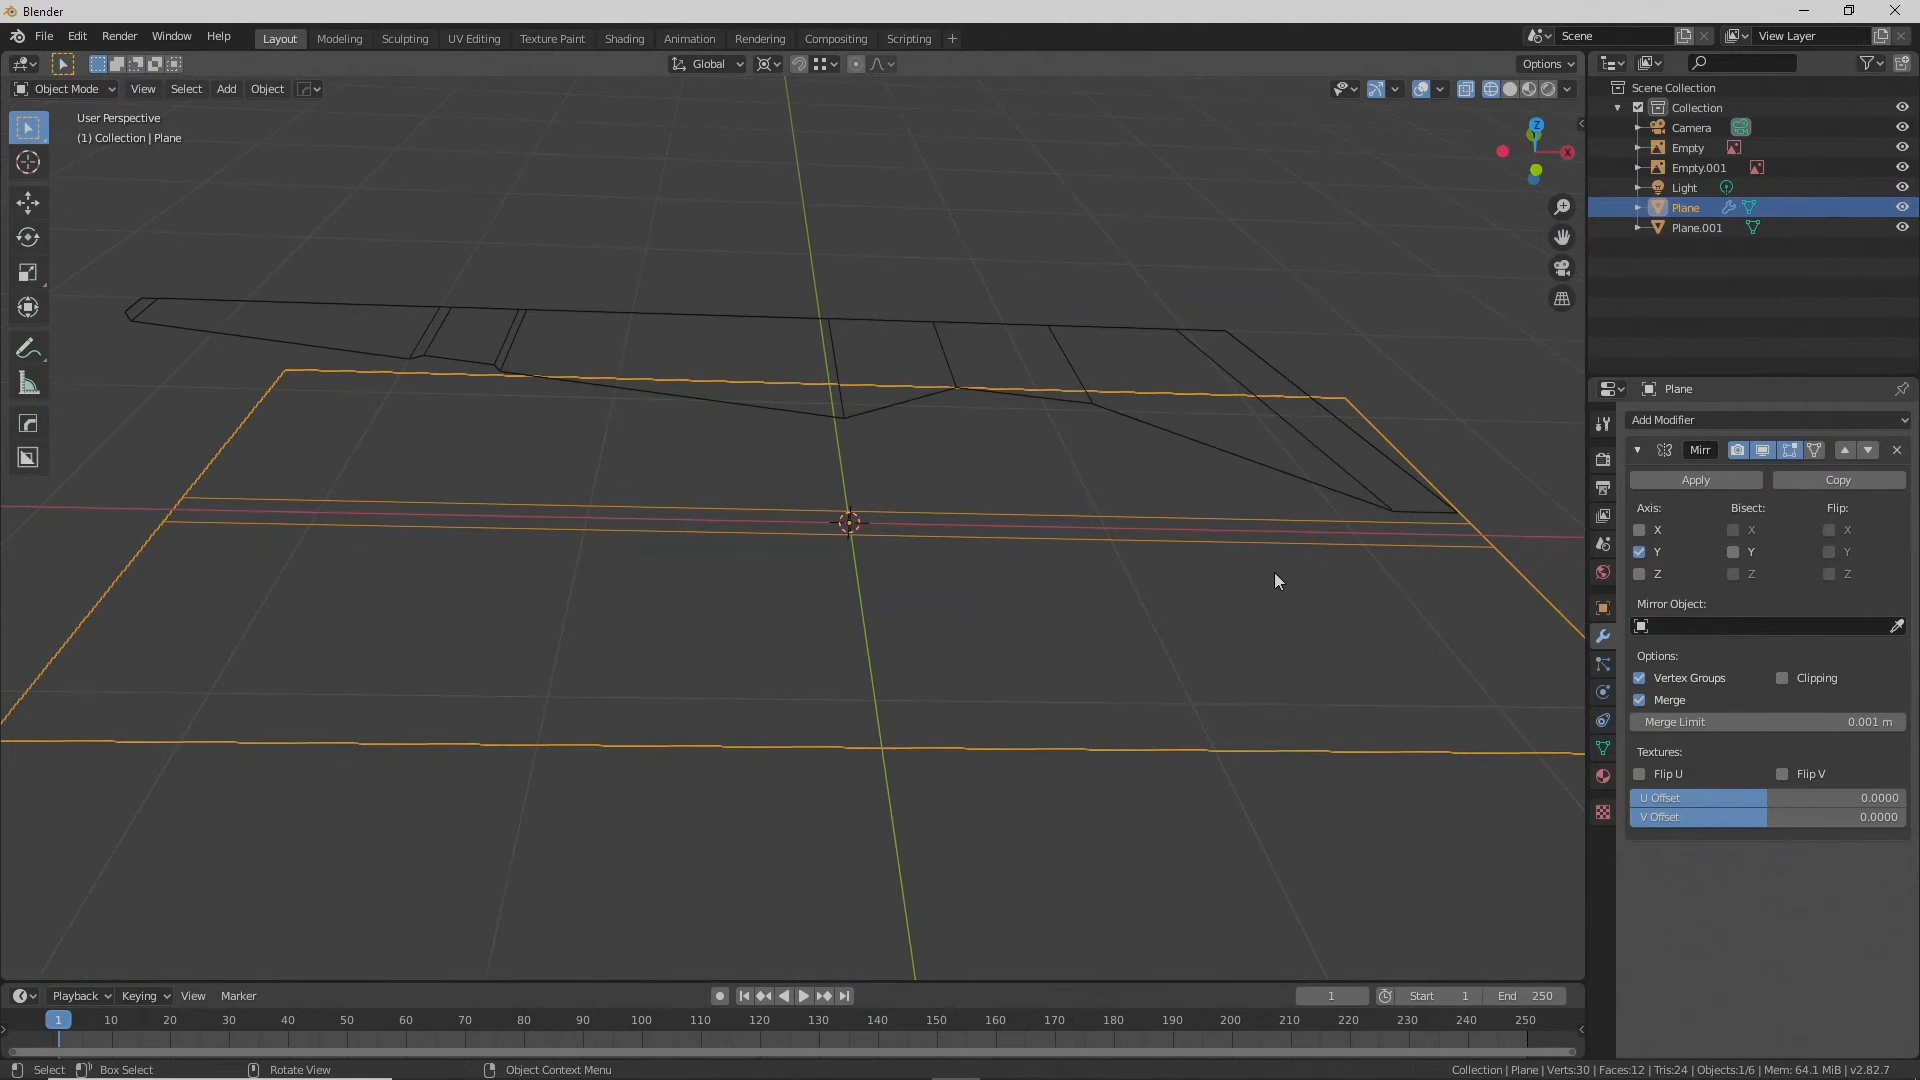 Blender
File Edit Render Window Help
Layout Modeling Sculpting UV Editing Texture Paint Shading Animation Rendering Compositing Scripting +
Scene
View Layer
Global
Options
Object Mode View Select Add Object
User Perspective
(1) Collection | Plane
Z
X
Scene Collection
Collection
Camera
Empty
Empty.001
Light
Plane
Plane.001
Plane
Add Modifier
Mirr
Apply Copy
Axis: Bisect: Flip:
X X X
Y Y Y
Z Z Z
Mirror Object:
Options:
Vertex Groups Clipping
Merge
Merge Limit 0.001 m
Textures:
Flip U Flip V
U Offset 0.0000
V Offset 0.0000
Playback Keying View Marker
1 Start 1 End 250
1 10 20 30 40 50 60 70 80 90 100 110 120 130 140 150 160 170 180 190 200 210 220 230 240 250
Select Box Select Rotate View Object Context Menu
Collection | Plane | Verts:30 | Faces:12 | Tris:24 | Objects:1/6 | Mem: 64.1 MiB | v2.82.7